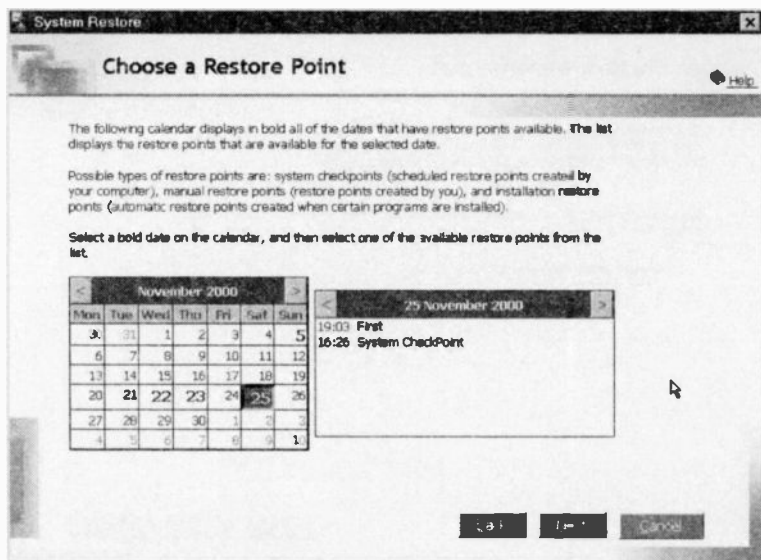 System Restore
Choose a Restore Point
Help
The following calendar displays in bold all of the dates that have restore points available. The list
displays the restore points that are available for the selected date.
Possible types of restore points are: system checkpoints (scheduled restore points created by
your computer), manual restore points (restore points created by you), and installation restore
points (automatic restore points created when certain programs are installed).
Select a bold date on the calendar, and then select one of the available restore points from the
list.
< November 2000 >
Mon Tue Wed Thu Fri Sat Sun
30 31 1 2 3 4 5
6 7 8 9 10 11 12
13 14 15 16 17 18 19
20 21 22 23 24 25 26
27 28 29 30 1 2 3
4 5 6 7 8 9 10
< 25 November 2000 >
19:03 First
16:26 System CheckPoint
Cancel